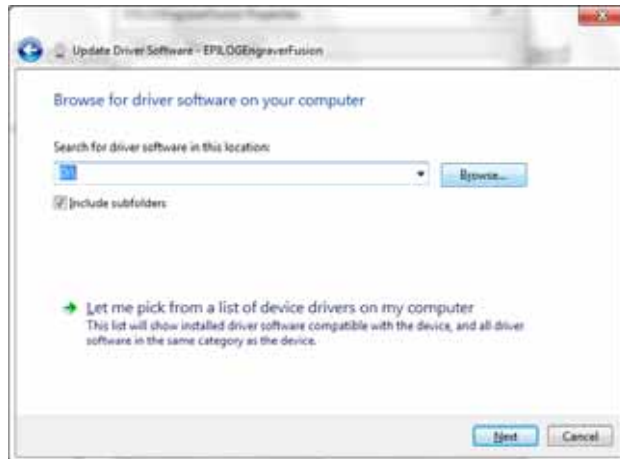 Update Driver Software - EPILOGEngraverFusion
Browse for driver software on your computer
Search for driver software in this location:
Browse...
Include subfolders
Let me pick from a list of device drivers on my computer
This list will show installed driver software compatible with the device, and all driver
software in the same category as the device.
Next
Cancel